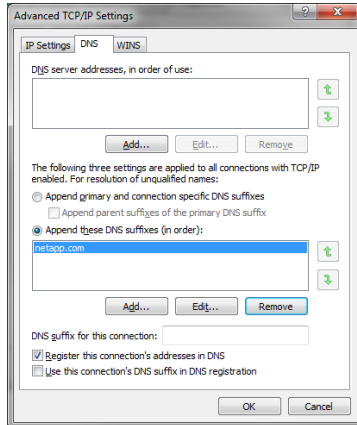 Advanced TCP/IP Settings
IP Settings DNS WINS
DNS server addresses, in order of use:
Add... Edit... Remove
The following three settings are applied to all connections with TCP/IP
enabled. For resolution of unqualified names:
Append primary and connection specific DNS suffixes
Append parent suffixes of the primary DNS suffix
Append these DNS suffixes (in order):
netapp.com
Add... Edit... Remove
DNS suffix for this connection:
Register this connection's addresses in DNS
Use this connection's DNS suffix in DNS registration
OK Cancel